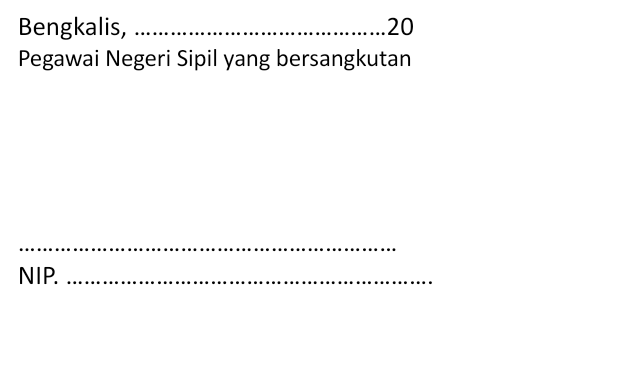 Bengkalis, ……………………………………20
Pegawai Negeri Sipil yang bersangkutan
………………………………………………………
NIP. …………………………………………………….